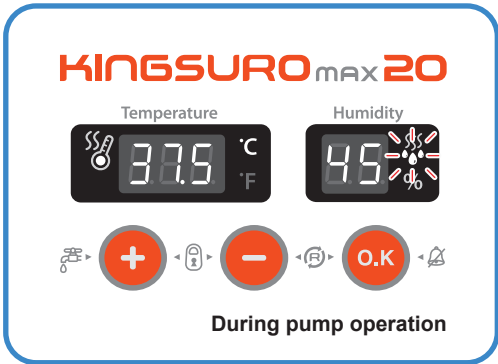 KINGSURO MAX 20
Temperature Humidity
37.5 °C 45
°F %
+ - R O.K
During pump operation